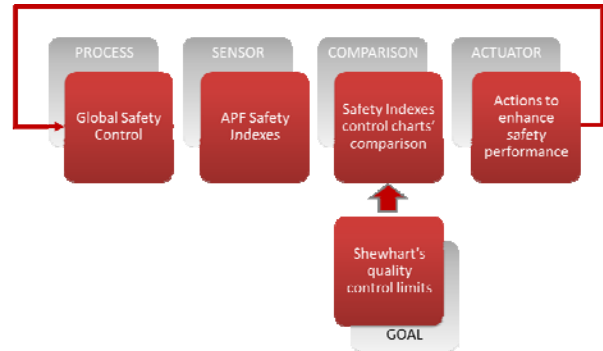 PROCESS
Global Safety
Control
SENSOR
APF Safety
Indexes
COMPARISON
Safety Indexes
control charts'
comparison
ACTUATOR
Actions to
enhance
safety
performance
Shewhart's
quality
control limits
GOAL